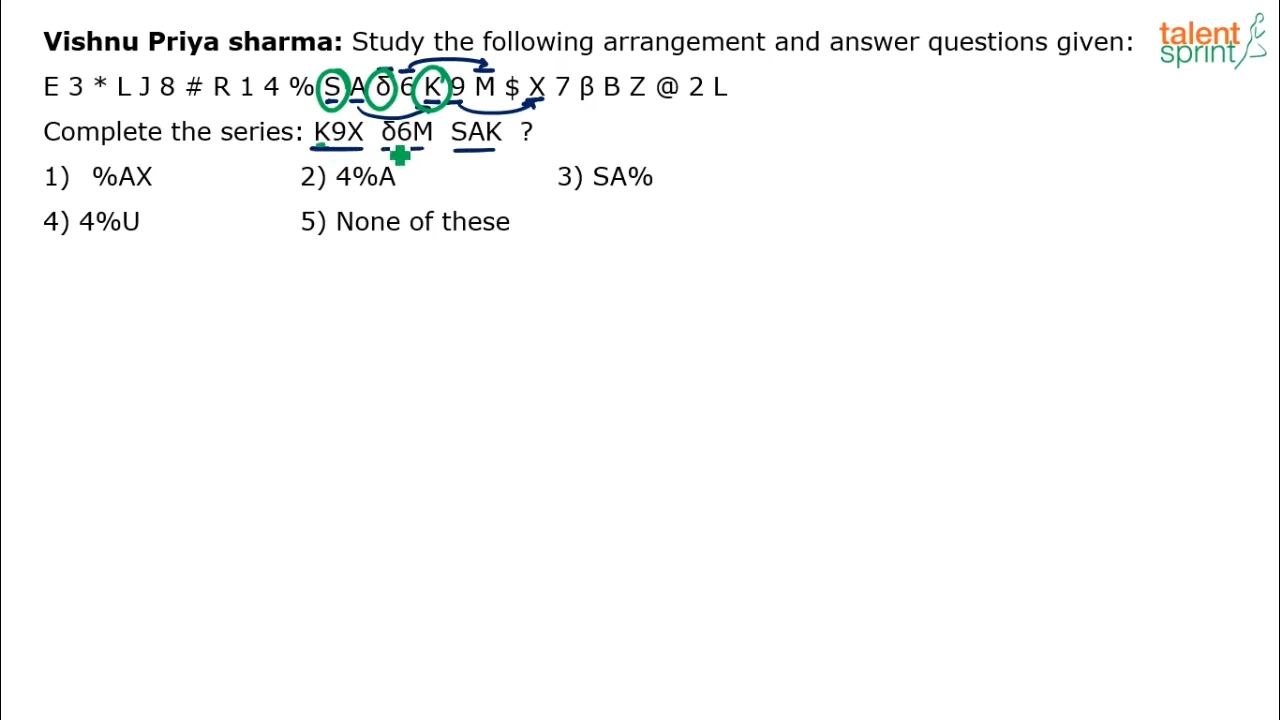 Vishnu Priya sharma: Study the following arrangement and answer questions given:
talent
sprint
E 3 * L J 8 # R 1 4 % S A δ 6 K 9 M $ X 7 β B Z @ 2 L
Complete the series: K9X δ6M SAK ?
1) %AX 2) 4%A 3) SA%
4) 4%U 5) None of these